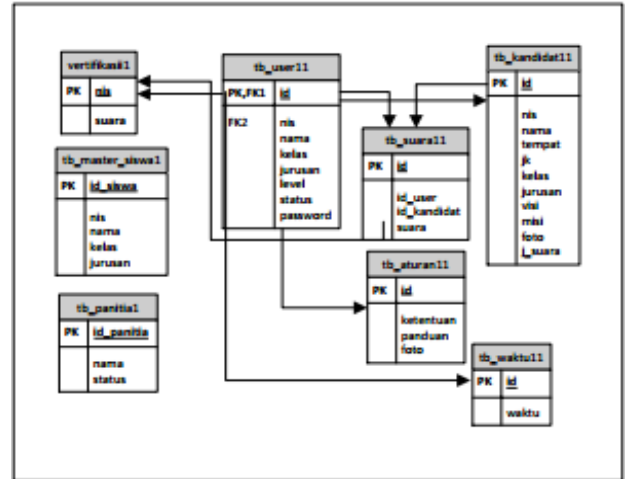 vertifikasi1
PK nis
suara
tb_user11
PK,FK1 id
FK2 nis
nama
kelas
jurusan
level
status
password
tb_kandidat11
PK id
nis
nama
tempat
jk
kelas
jurusan
visi
misi
foto
j_suara
tb_suara11
PK id
id_user
id_kandidat
suara
tb_master_siswa1
PK id_siswa
nis
nama
kelas
jurusan
tb_aturan11
PK id
ketentuan
panduan
foto
tb_panitia1
PK id_panitia
nama
status
tb_waktu11
PK id
waktu